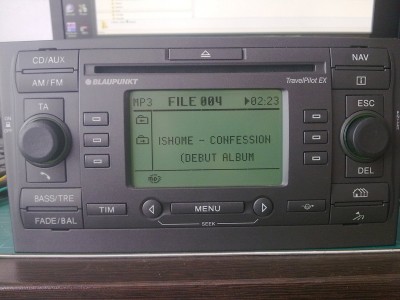 CD/AUX
NAV
AM/FM
BLAUPUNKT
TravelPilot EX
TA
MP3 FILE 004 ▶02:23
ESC
ISHOME - CONFESSION
(DEBUT ALBUM
DEL
BASS/TRE
FADE/BAL
TIM
MENU
SEEK